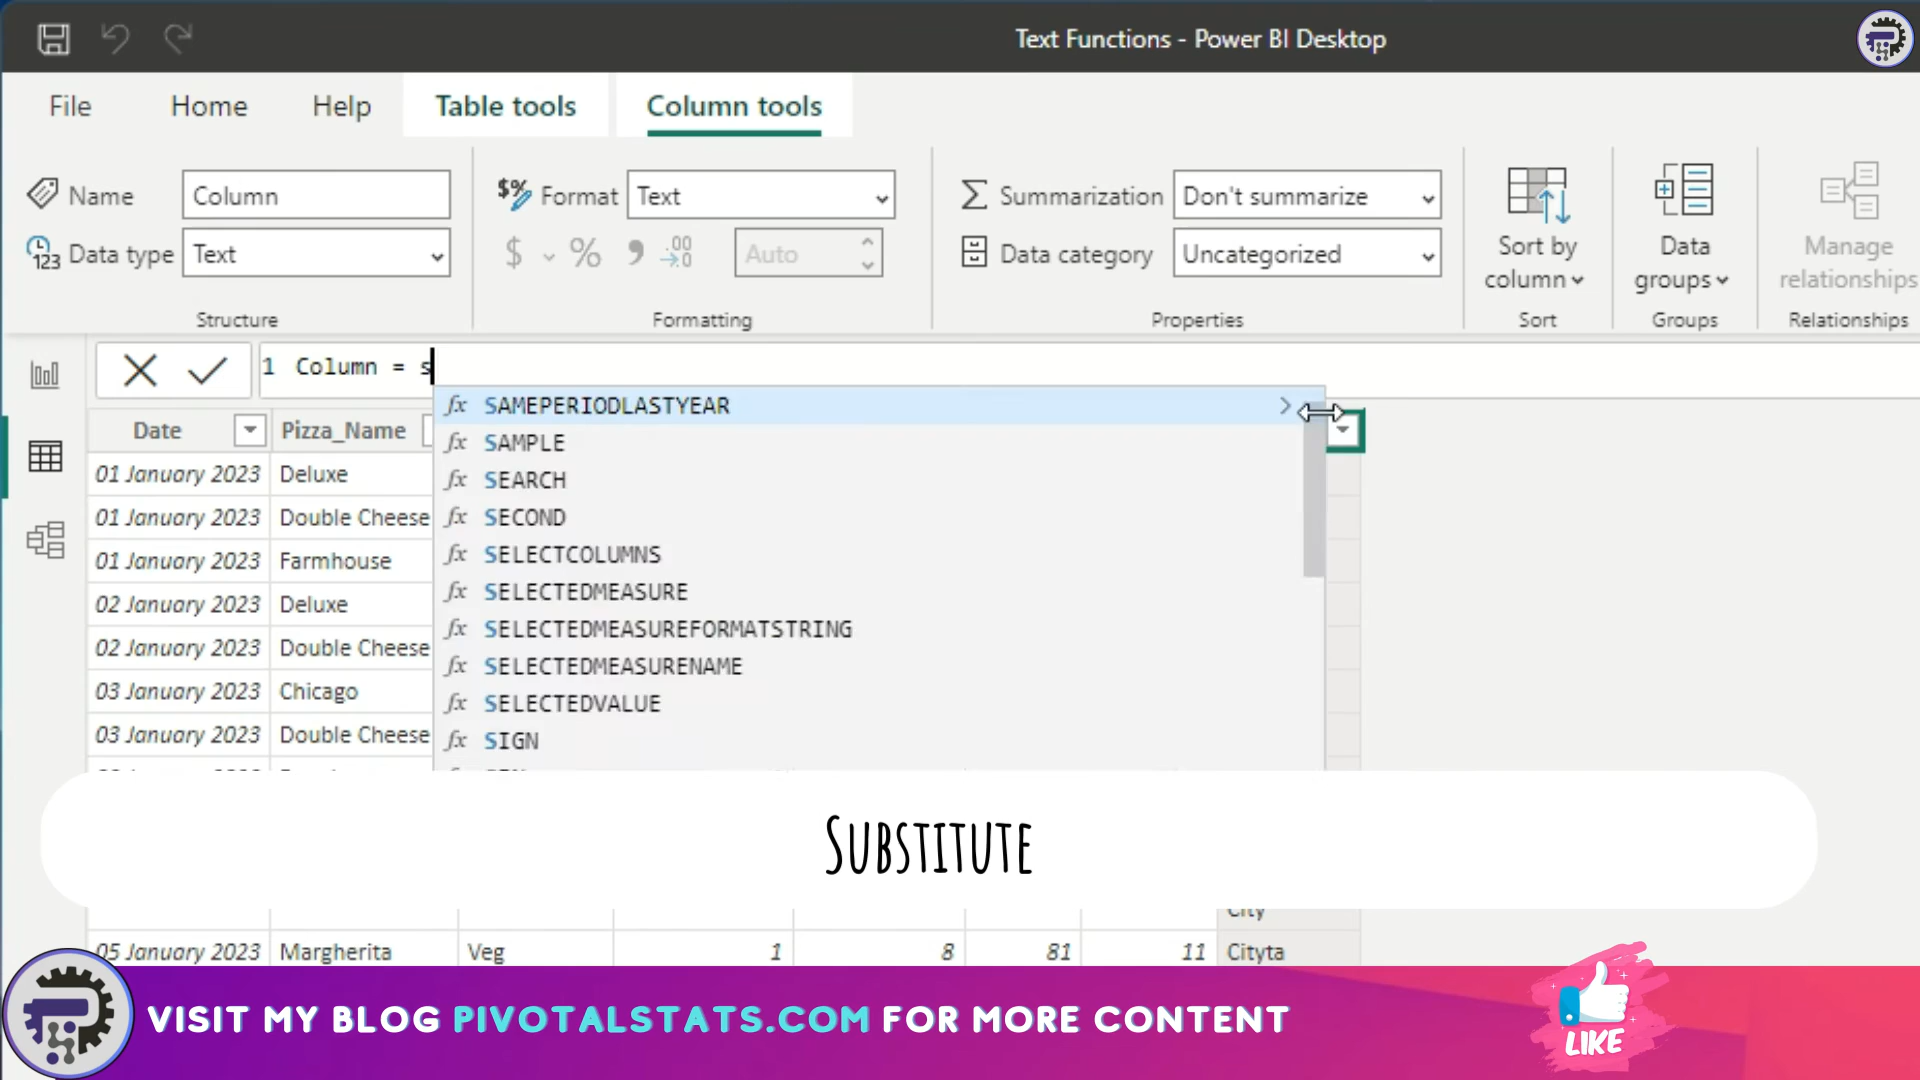 Text Functions - Power BI Desktop
File Home Help Table tools Column tools
Name Column
Data type Text
Structure
Format Text
$ % Auto
Formatting
Summarization Don't summarize
Data category Uncategorized
Properties
Sort by column
Sort
Data groups
Groups
Manage relationships
Relationships
1 Column = s
SAMEPERIODLASTYEAR
SAMPLE
SEARCH
SECOND
SELECTCOLUMNS
SELECTEDMEASURE
SELECTEDMEASUREFORMATSTRING
SELECTEDMEASURENAME
SELECTEDVALUE
SIGN
Date Pizza_Name
01 January 2023 Deluxe
01 January 2023 Double Cheese
01 January 2023 Farmhouse
02 January 2023 Deluxe
02 January 2023 Double Cheese
03 January 2023 Chicago
03 January 2023 Double Cheese
Substitute
City
05 January 2023 Margherita Veg 1 8 81 11 Cityta
VISIT MY BLOG PIVOTALSTATS.COM FOR MORE CONTENT
LIKE